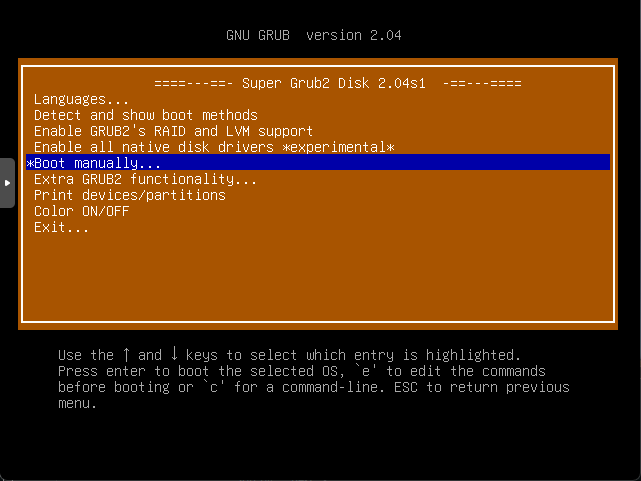 GNU GRUB  version 2.04
====---==- Super Grub2 Disk 2.04s1  -==---====
Languages...
Detect and show boot methods
Enable GRUB2's RAID and LVM support
Enable all native disk drivers *experimental*
*Boot manually...
Extra GRUB2 functionality...
Print devices/partitions
Color ON/OFF
Exit...
Use the ↑ and ↓ keys to select which entry is highlighted.
Press enter to boot the selected OS, `e' to edit the commands
before booting or `c' for a command-line. ESC to return previous
menu.